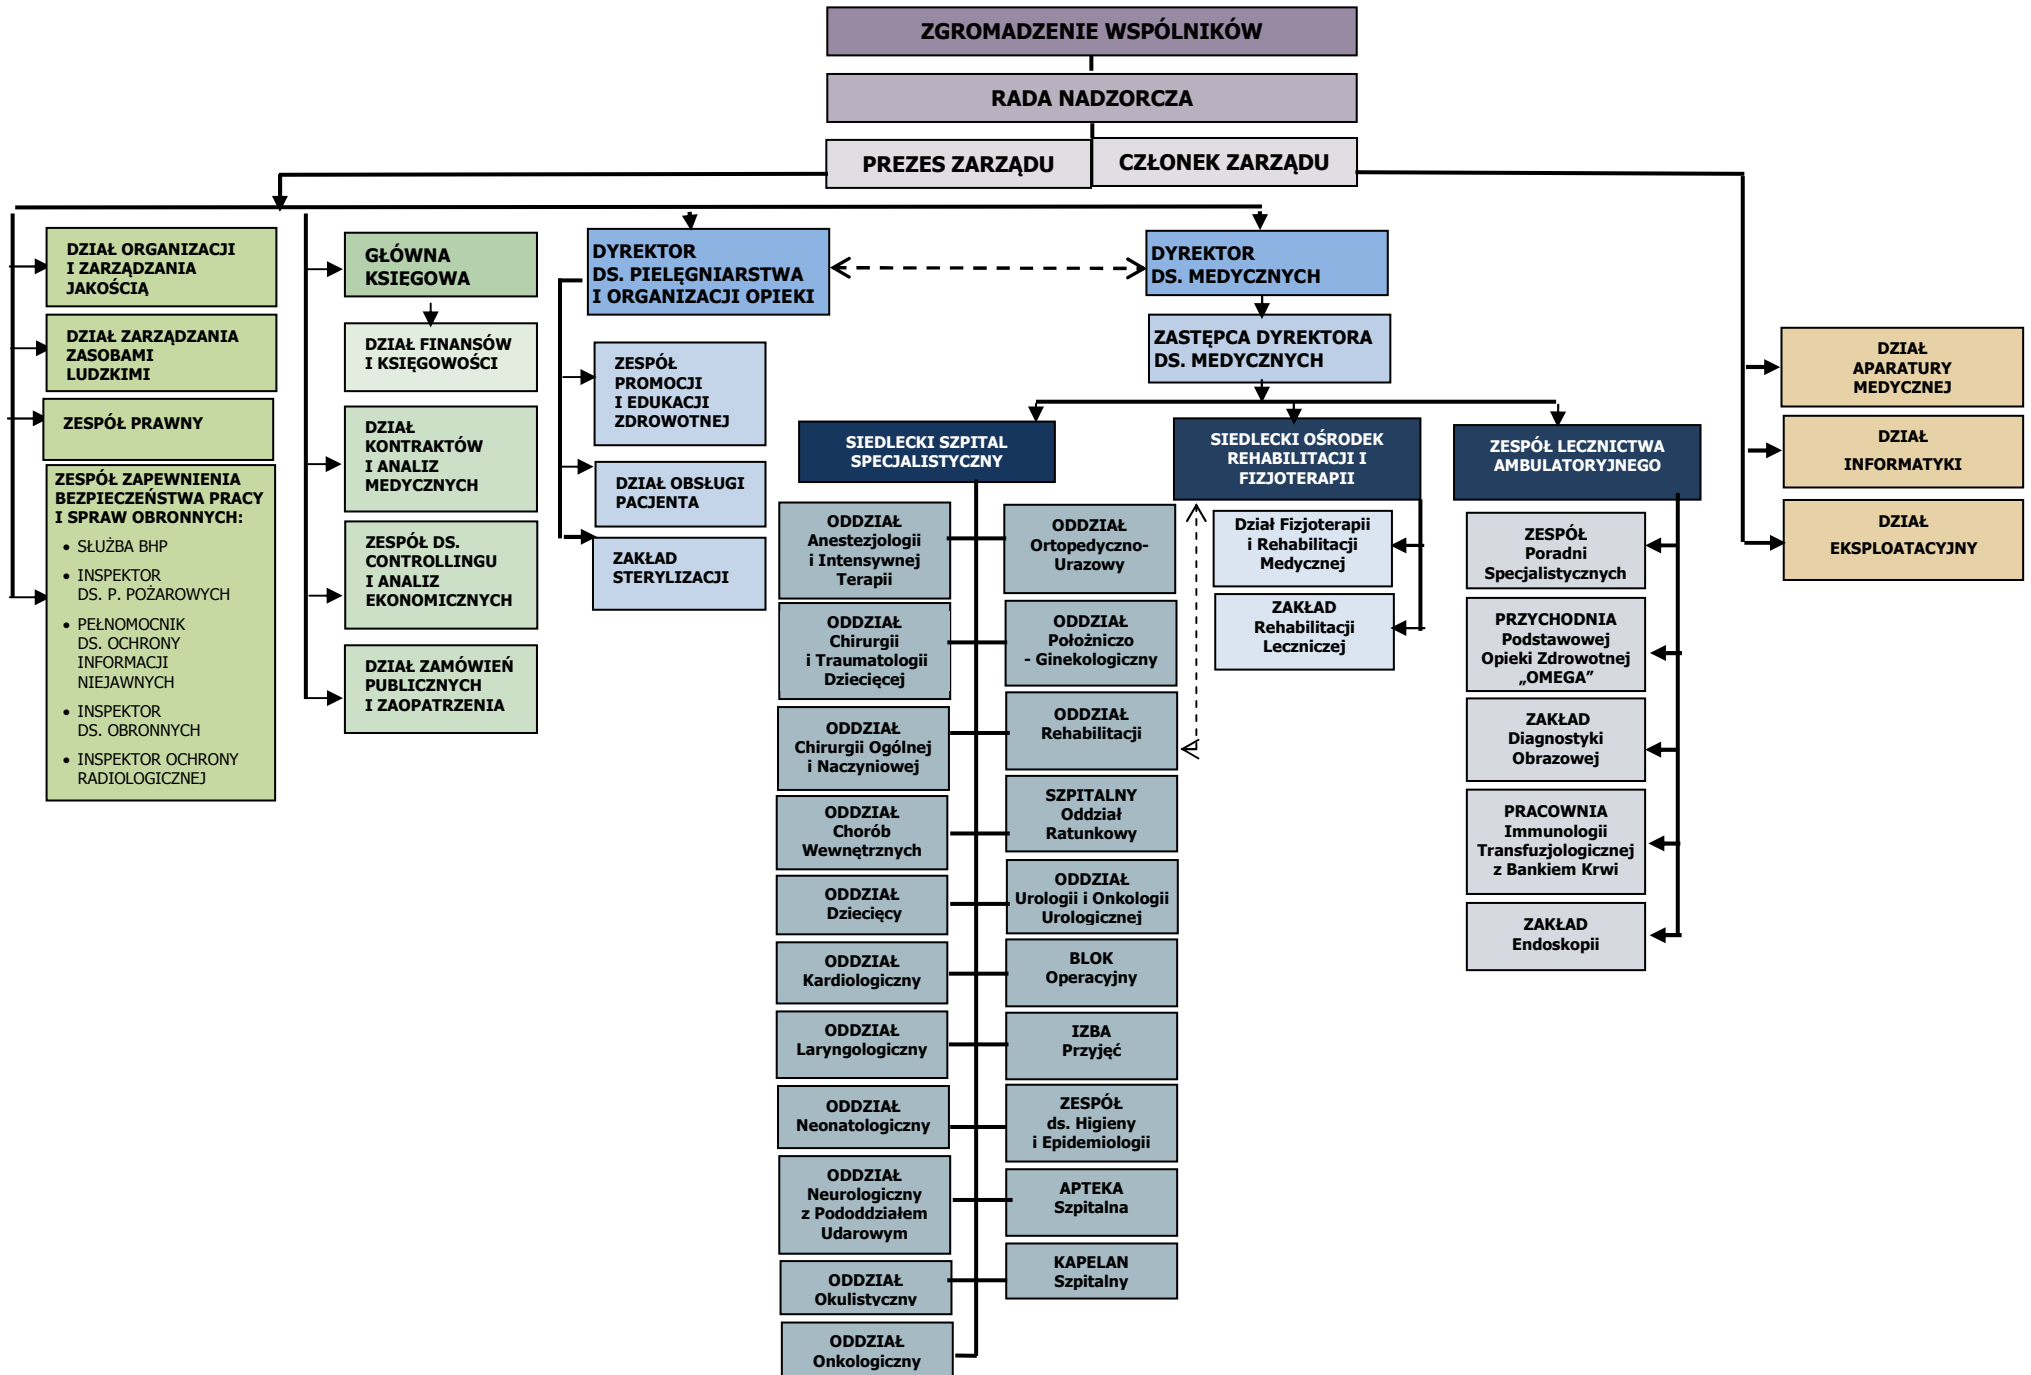 ZGROMADZENIE WSPÓLNIKÓW
RADA NADZORCZA
PREZES ZARZĄDU
CZŁONEK ZARZĄDU
DZIAŁ ORGANIZACJI
I ZARZĄDZANIA
JAKOŚCIĄ
DZIAŁ ZARZĄDZANIA
ZASOBAMI
LUDZKIMI
ZESPÓŁ PRAWNY
ZESPÓŁ ZAPEWNIENIA
BEZPIECZEŃSTWA PRACY
I SPRAW OBRONNYCH:
• SŁUŻBA BHP
• INSPEKTOR
DS. P. POŻAROWYCH
• PEŁNOMOCNIK
DS. OCHRONY
INFORMACJI
NIEJAWNYCH
• INSPEKTOR
DS. OBRONNYCH
• INSPEKTOR OCHRONY
RADIOLOGICZNEJ
GŁÓWNA
KSIĘGOWA
DZIAŁ FINANSÓW
I KSIĘGOWOŚCI
DZIAŁ
KONTRAKTÓW
I ANALIZ
MEDYCZNYCH
ZESPÓŁ DS.
CONTROLLINGU
I ANALIZ
EKONOMICZNYCH
DZIAŁ ZAMÓWIEŃ
PUBLICZNYCH
I ZAOPATRZENIA
DYREKTOR
DS. PIELĘGNIARSTWA
I ORGANIZACJI OPIEKI
ZESPÓŁ
PROMOCJI
I EDUKACJI
ZDROWOTNEJ
DZIAŁ OBSŁUGI
PACJENTA
ZAKŁAD
STERYLIZACJI
DYREKTOR
DS. MEDYCZNYCH
ZASTĘPCA DYREKTORA
DS. MEDYCZNYCH
SIEDLECKI SZPITAL
SPECJALISTYCZNY
ODDZIAŁ
Anestezjologii
i Intensywnej
Terapii
ODDZIAŁ
Chirurgii
i Traumatologii
Dziecięcej
ODDZIAŁ
Chirurgii Ogólnej
i Naczyniowej
ODDZIAŁ
Chorób
Wewnętrznych
ODDZIAŁ
Dziecięcy
ODDZIAŁ
Kardiologiczny
ODDZIAŁ
Laryngologiczny
ODDZIAŁ
Neonatologiczny
ODDZIAŁ
Neurologiczny
z Pododdziałem
Udarowym
ODDZIAŁ
Okulistyczny
ODDZIAŁ
Onkologiczny
ODDZIAŁ
Ortopedyczno-
Urazowy
ODDZIAŁ
Położniczo
- Ginekologiczny
ODDZIAŁ
Rehabilitacji
SZPITALNY
Oddział
Ratunkowy
ODDZIAŁ
Urologii i Onkologii
Urologicznej
BLOK
Operacyjny
IZBA
Przyjęć
ZESPÓŁ
ds. Higieny
i Epidemiologii
APTEKA
Szpitalna
KAPELAN
Szpitalny
SIEDLECKI OŚRODEK
REHABILITACJI I
FIZJOTERAPII
Dział Fizjoterapii
i Rehabilitacji
Medycznej
ZAKŁAD
Rehabilitacji
Leczniczej
ZESPÓŁ LECZNICTWA
AMBULATORYJNEGO
ZESPÓŁ
Poradni
Specjalistycznych
PRZYCHODNIA
Podstawowej
Opieki Zdrowotnej
„OMEGA”
ZAKŁAD
Diagnostyki
Obrazowej
PRACOWNIA
Immunologii
Transfuzjologicznej
z Bankiem Krwi
ZAKŁAD
Endoskopii
DZIAŁ
APARATURY
MEDYCZNEJ
DZIAŁ
INFORMATYKI
DZIAŁ
EKSPLOATACYJNY